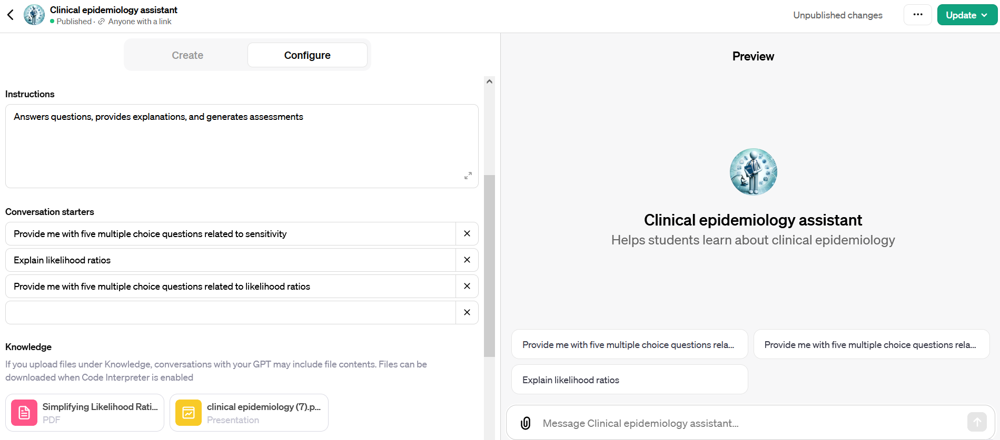 Clinical epidemiology assistant
Published · Anyone with a link
Unpublished changes
Update
Create
Configure
Instructions
Answers questions, provides explanations, and generates assessments
Conversation starters
Provide me with five multiple choice questions related to sensitivity
Explain likelihood ratios
Provide me with five multiple choice questions related to likelihood ratios
Knowledge
If you upload files under Knowledge, conversations with your GPT may include file contents. Files can be
downloaded when Code Interpreter is enabled
Simplifying Likelihood Rati...
PDF
clinical epidemiology (7).p...
Presentation
Preview
Clinical epidemiology assistant
Helps students learn about clinical epidemiology
Provide me with five multiple choice questions rela...
Provide me with five multiple choice questions rela...
Explain likelihood ratios
Message Clinical epidemiology assistant...